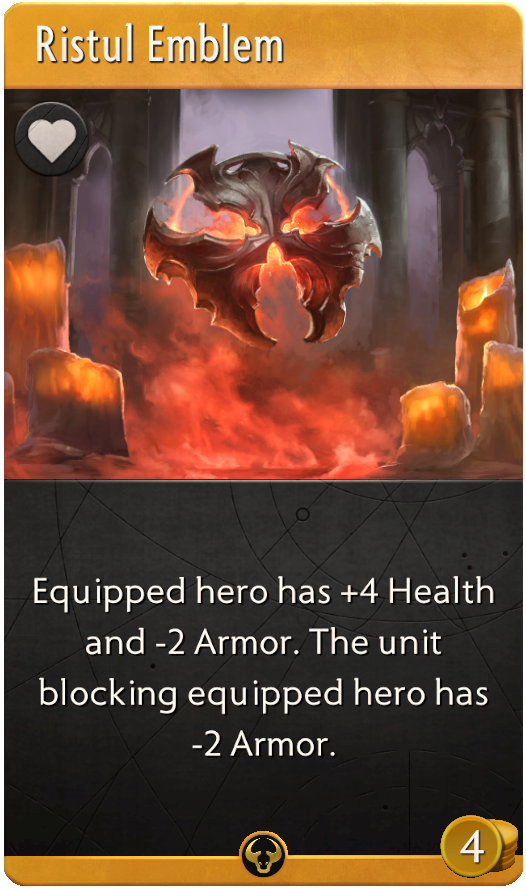 Ristul Emblem
Equipped hero has +4 Health
and -2 Armor. The unit
blocking equipped hero has
-2 Armor.
4